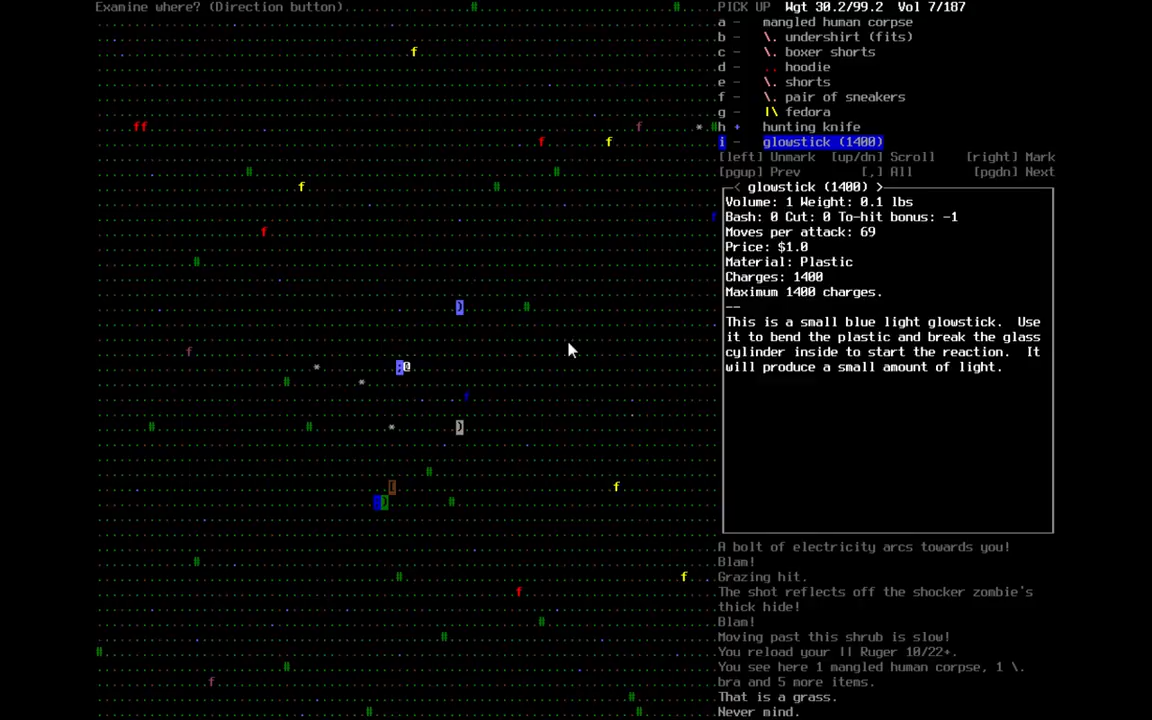 Examine where? (Direction button)
PICK UP  Wgt 30.2/99.2  Vol 7/187
a -   mangled human corpse
b -   \. undershirt (fits)
c -   \. boxer shorts
d -   .. hoodie
e -   \. shorts
f -   \. pair of sneakers
g -   |\ fedora
h +   hunting knife
i -   glowstick (1400)
[left] Unmark  [up/dn] Scroll    [right] Mark
[pgup] Prev      [,] All      [pgdn] Next
< glowstick (1400) >
Volume: 1 Weight: 0.1 lbs
Bash: 0 Cut: 0 To-hit bonus: -1
Moves per attack: 69
Price: $1.0
Material: Plastic
Charges: 1400
Maximum 1400 charges.
--
This is a small blue light glowstick.  Use
it to bend the plastic and break the glass
cylinder inside to start the reaction.  It
will produce a small amount of light.
A bolt of electricity arcs towards you!
Blam!
Grazing hit.
The shot reflects off the shocker zombie's
thick hide!
Blam!
Moving past this shrub is slow!
You reload your || Ruger 10/22+.
You see here 1 mangled human corpse, 1 \.
bra and 5 more items.
That is a grass.
Never mind.